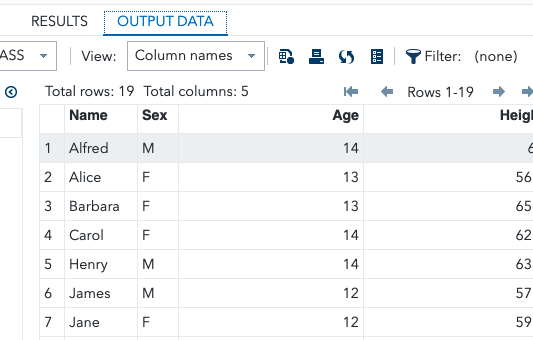 RESULTS OUTPUT DATA
ASS View: Column names Filter: (none)
Total rows: 19 Total columns: 5 Rows 1-19
Name Sex Age Heigh
1 Alfred M 14 6
2 Alice F 13 56
3 Barbara F 13 65
4 Carol F 14 62
5 Henry M 14 63
6 James M 12 57
7 Jane F 12 59